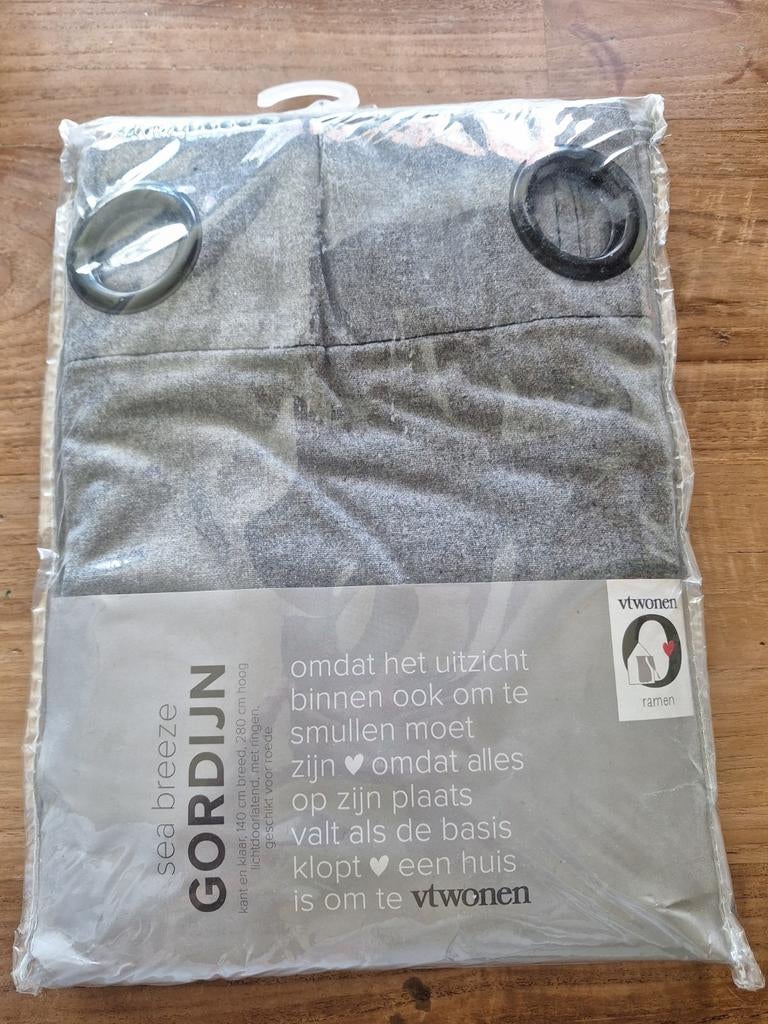 vtwonen
ramen
omdat het uitzicht
binnen ook om te
smullen moet
zijn ♥ omdat alles
op zijn plaats
valt als de basis
klopt ♥ een huis
is om te vtwonen
sea breeze
GORDIJN
kant en klaar, 140 cm breed, 280 cm hoog
lichtdoorlatend, met ringen,
geschikt voor roede